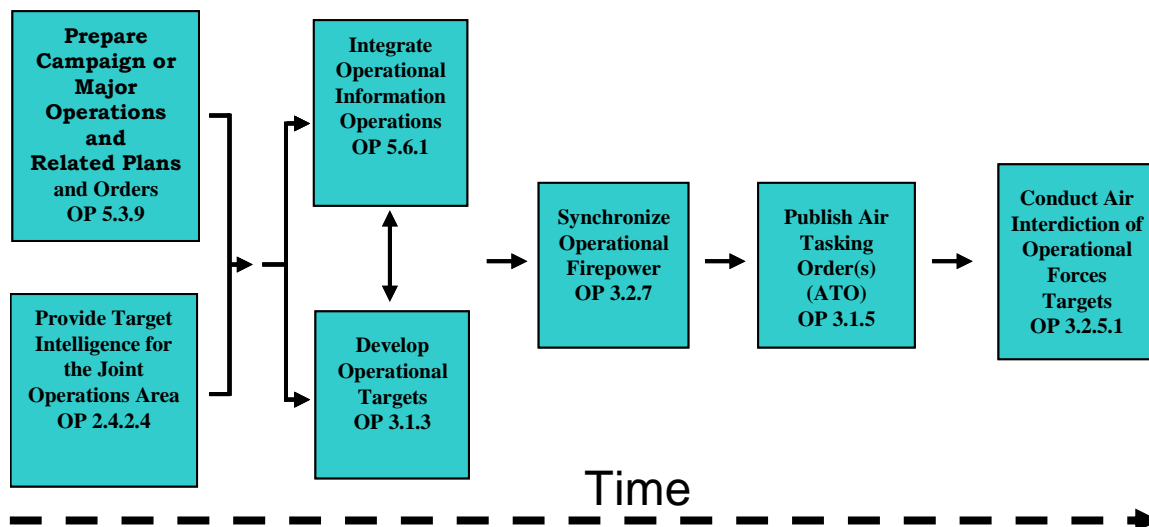 Prepare
Campaign or
Major
Operations
and
Related Plans
and Orders
OP 5.3.9
Provide Target
Intelligence for
the Joint
Operations Area
OP 2.4.2.4
Integrate
Operational
Information
Operations
OP 5.6.1
Develop
Operational
Targets
OP 3.1.3
Synchronize
Operational
Firepower
OP 3.2.7
Publish Air
Tasking
Order(s)
(ATO)
OP 3.1.5
Conduct Air
Interdiction of
Operational
Forces
Targets
OP 3.2.5.1
Time